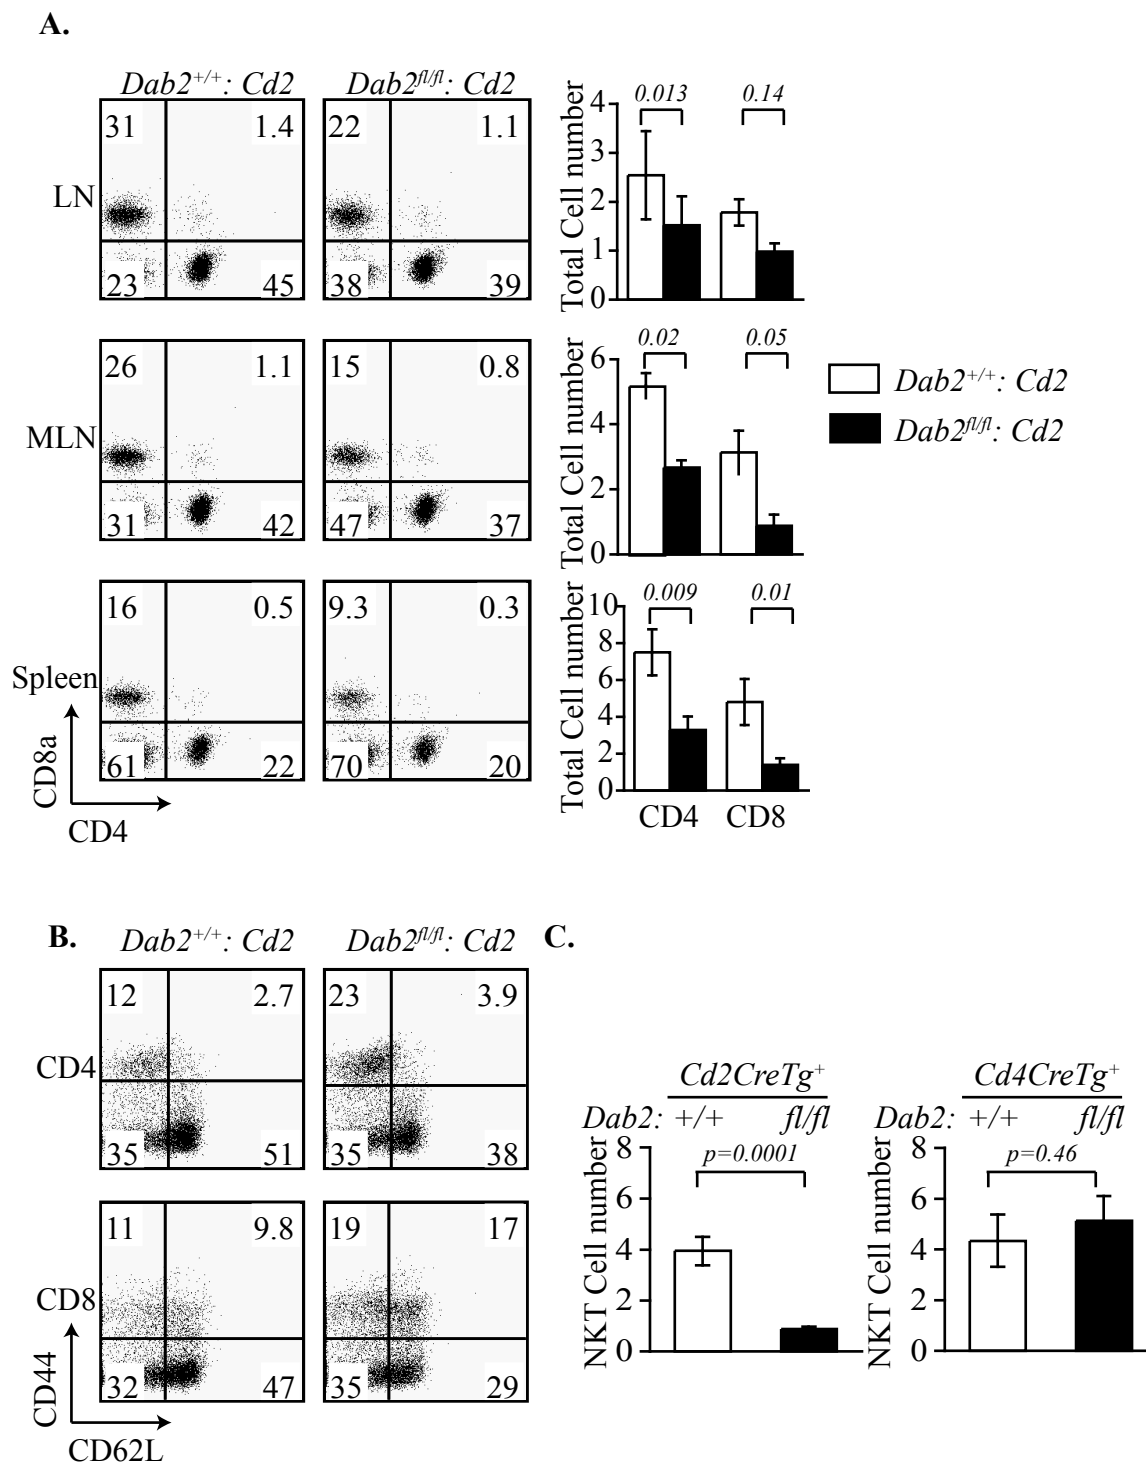 A.
Dab2+/+: Cd2
Dab2fl/fl: Cd2
LN
31
1.4
23
45
22
1.1
38
39
Total Cell number
4
3
2
1
0
0.013
0.14
MLN
26
1.1
31
42
15
0.8
47
37
Total Cell number
6
4
2
0
0.02
0.05
Dab2+/+: Cd2
Dab2fl/fl: Cd2
Spleen
16
0.5
61
22
9.3
0.3
70
20
CD8a
CD4
Total Cell number
10
8
6
4
2
0
0.009
0.01
CD4
CD8
B.
Dab2+/+: Cd2
Dab2fl/fl: Cd2
CD4
12
2.7
35
51
23
3.9
35
38
CD8
11
9.8
32
47
19
17
35
29
CD44
CD62L
C.
Cd2CreTg+
Dab2: +/+ fl/fl
NKT Cell number
8
6
4
2
0
p=0.0001
Cd4CreTg+
Dab2: +/+ fl/fl
NKT Cell number
8
6
4
2
0
p=0.46